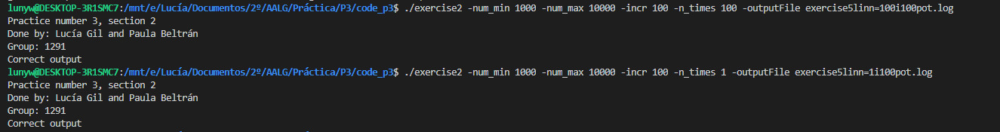 lunyw@DESKTOP-3R1SMC7:/mnt/e/Lucía/Documentos/2º/AALG/Práctica/P3/code_p3$ ./exercise2 -num_min 1000 -num_max 10000 -incr 100 -n_times 100 -outputFile exercise5linn=100i100pot.log
Practice number 3, section 2
Done by: Lucía Gil and Paula Beltrán
Group: 1291
Correct output
lunyw@DESKTOP-3R1SMC7:/mnt/e/Lucía/Documentos/2º/AALG/Práctica/P3/code_p3$ ./exercise2 -num_min 1000 -num_max 10000 -incr 100 -n_times 1 -outputFile exercise5linn=1i100pot.log
Practice number 3, section 2
Done by: Lucía Gil and Paula Beltrán
Group: 1291
Correct output